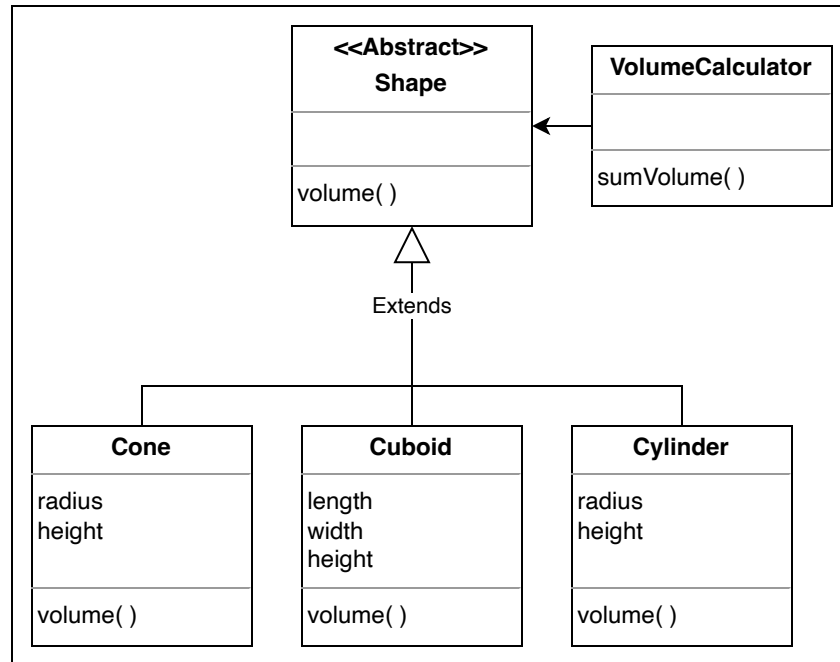 <<Abstract>>
Shape
volume( )
VolumeCalculator
sumVolume( )
Extends
Cone
radius
height
volume( )
Cuboid
length
width
height
volume( )
Cylinder
radius
height
volume( )